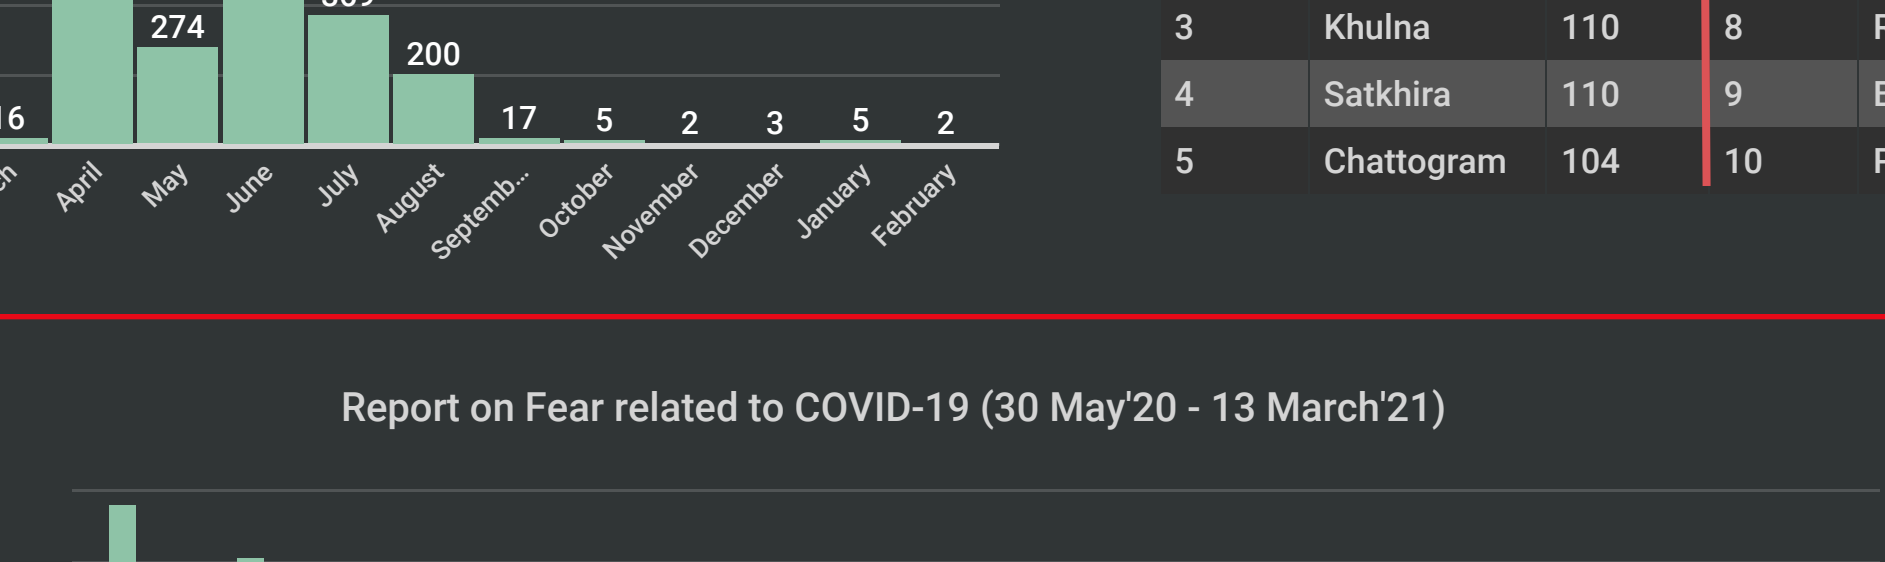 274
200
16
17
5
2
3
5
2
April
May
June
July
August
Septemb...
October
November
December
January
February
3 Khulna 110 8
4 Satkhira 110 9
5 Chattogram 104 10
Report on Fear related to COVID-19 (30 May'20 - 13 March'21)